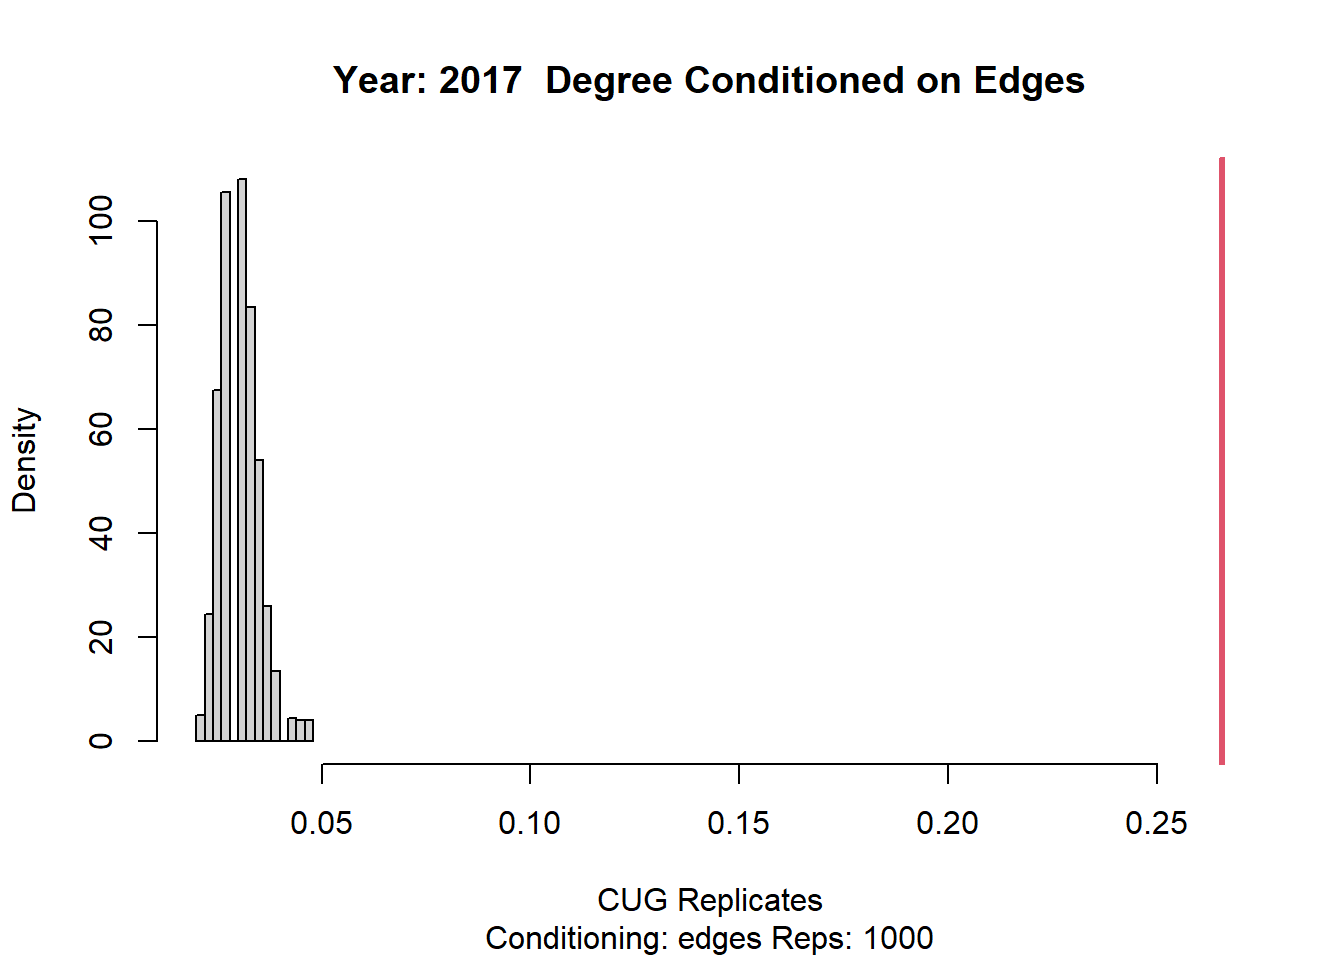 Year: 2017  Degree Conditioned on Edges
Density
100
80
60
40
20
0
0.05 0.10 0.15 0.20 0.25
CUG Replicates
Conditioning: edges Reps: 1000